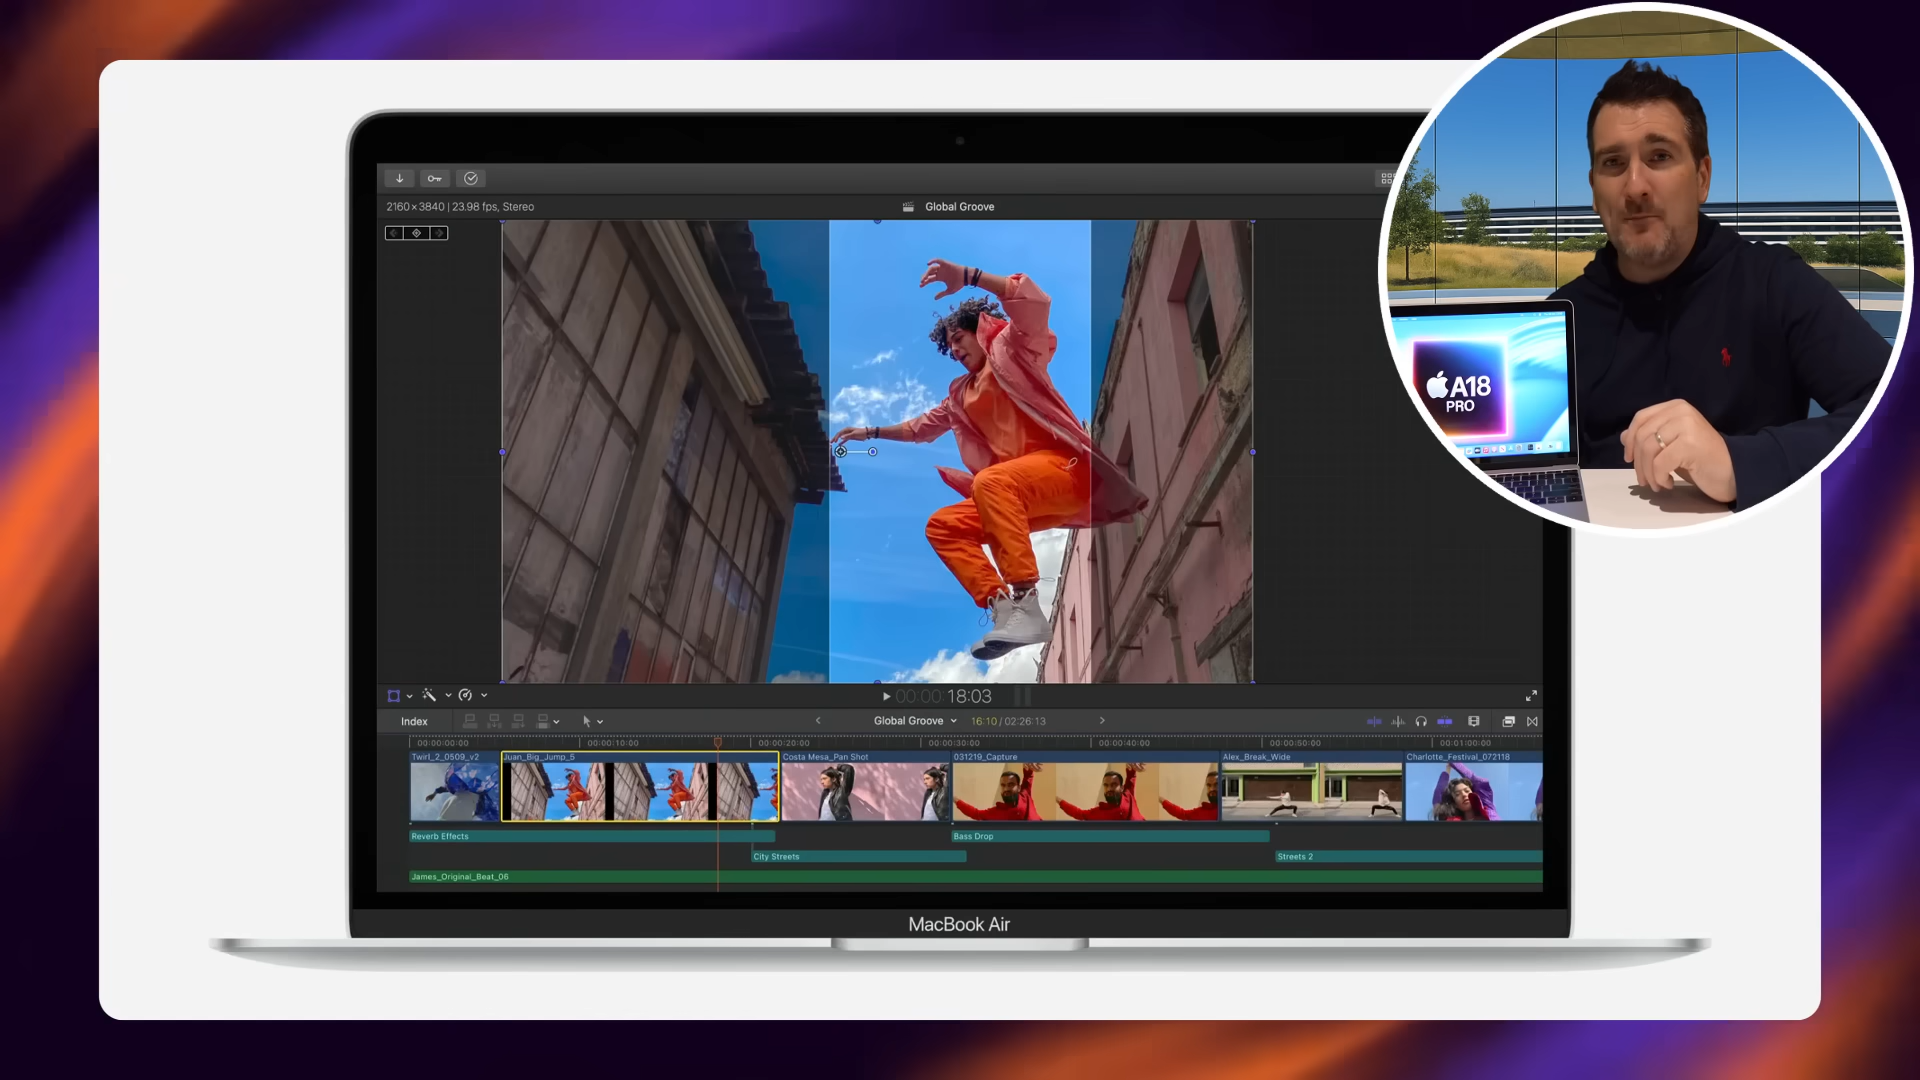 2160×3840 | 23.98 fps, Stereo
Global Groove
A18
PRO
00:00:18:03
Index
Global Groove
16:10 / 02:26:13
00:00:00:00
00:00:10:00
00:00:20:00
00:00:30:00
00:00:40:00
00:00:50:00
00:01:00:00
Twirl_2_0509_v2
Juan_Big_Jump_5
Costa Mesa_Pan Shot
031219_Capture
Alex_Break_Wide
Charlotte_Festival_072118
Reverb Effects
Bass Drop
City Streets
Streets 2
James_Original_Beat_06
MacBook Air